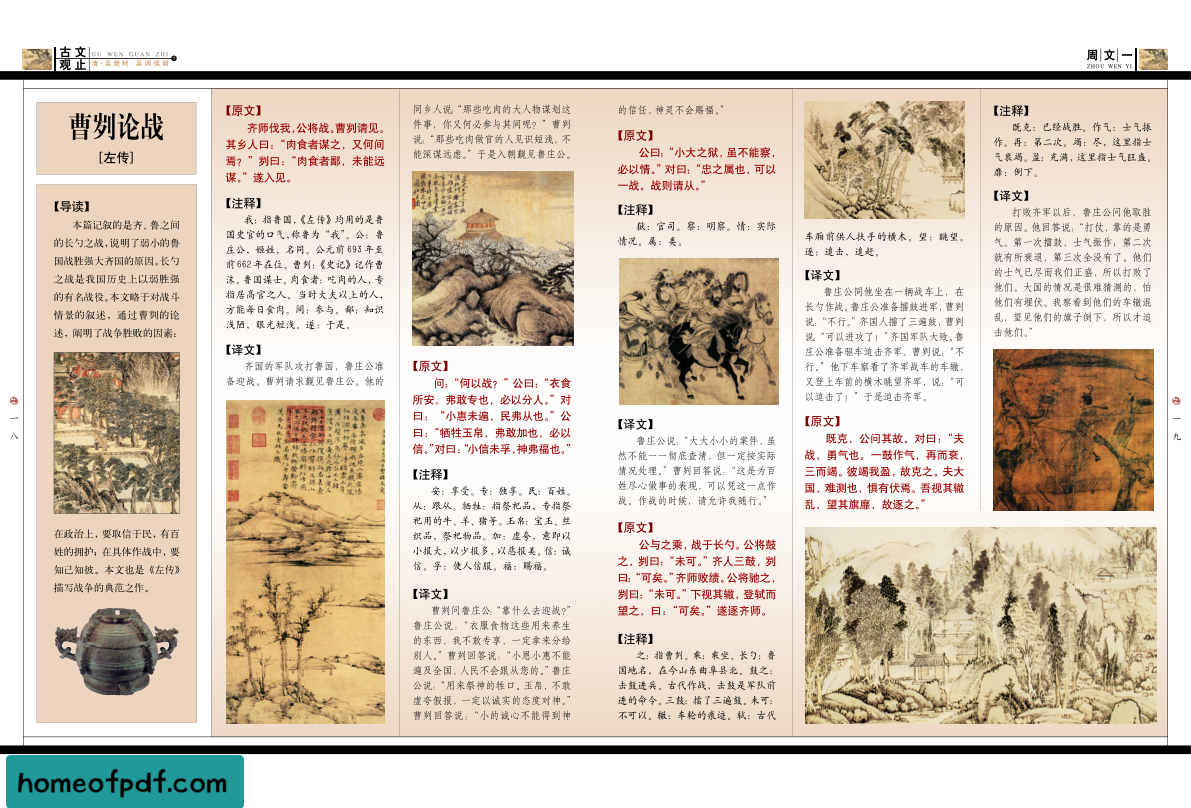 古文
观止
GU WEN GUAN ZHI
清·吴楚材 吴调侯编
周文一
ZHOU WEN YI
曹刿论战
[左传]
【导读】
本篇记叙的是齐、鲁之间
的长勺之战,说明了弱小的鲁
国战胜强大齐国的原因。长勺
之战是我国历史上以弱胜强
的有名战役。本文略于对战斗
情景的叙述，通过曹刿的论
述，阐明了战争胜败的因素:
在政治上，要取信于民，有百
姓的拥护；在具体作战中，要
知己知彼。本文也是《左传》
描写战争的典范之作。
一八
【原文】
齐师伐我,公将战。曹刿请见。
其乡人曰：“肉食者谋之，又何间
焉？”刿曰：“肉食者鄙，未能远
谋。”遂入见。
【注释】
我：指鲁国,《左传》均用的是鲁
国史官的口气,称鲁为“我”。公：鲁
庄公、姬姓、名同。公元前693年至
前662年在位。曹刿:《史记》记作曹
沫。鲁国谋士。肉食者：吃肉的人，专
指居高官之人。当时大夫以上的人，
方能每日食肉。间：参与。鄙：知识
浅陋、眼光短浅。遂：于是。
【译文】
齐国的军队攻打鲁国，鲁庄公准
备迎战。曹刿请求觐见鲁庄公。他的
同乡人说:“那些吃肉的大人物谋划这
件事，你又何必参与其间呢？”曹刿
说:“那些吃肉做官的人见识短浅，不
能深谋远虑。”于是入朝觐见鲁庄公。
【原文】
问：“何以战？”公曰：“衣食
所安，弗敢专也，必以分人。”对
曰：“小惠未遍，民弗从也。”公
曰：“牺牲玉帛，弗敢加也，必以
信。”对曰：“小信未孚,神弗福也。”
【注释】
安：享受。专：独享。民：百姓。
从：跟从。牺牲：指祭祀品，专指祭
祀用的牛、羊、猪等。玉帛：宝玉、丝
织品，祭祀物品。加：虚夸、意即以
小报大，以少报多，以恶报美。信：诚
信。孚：使人信服。福：赐福。
【译文】
曹刿问鲁庄公:“靠什么去迎战?”
鲁庄公说：“衣服食物这些用来养生
的东西，我不敢专享，一定拿来分给
别人。”曹刿回答说：“小恩小惠不能
遍及全国，人民不会跟从您的。”鲁庄
公说:“用来祭神的牲口、玉帛，不敢
虚夸假报，一定以诚实的态度对神。”
曹刿回答说：“小的诚心不能得到神
的信任，神灵不会赐福。”
【原文】
公曰：“小大之狱，虽不能察，
必以情。”对曰：“忠之属也，可以
一战。战则请从。”
【注释】
狱：官司。察：明察。情：实际
情况。属：类。
【译文】
鲁庄公说：“大大小小的案件，虽
然不能一一彻底查清，但一定按实际
情况处理。”曹刿回答说：“这是为百
姓尽心做事的表现，可以凭这一点作
战。作战的时候，请允许我随行。”
【原文】
公与之乘，战于长勺。公将鼓
之，刿曰：“未可。”齐人三鼓，刿
曰：“可矣。”齐师败绩。公将驰之，
刿曰：“未可。”下视其辙，登轼而
望之，曰：“可矣。”遂逐齐师。
【注释】
之：指曹刿。乘：乘坐。长勺：鲁
国地名，在今山东曲阜县北。鼓之：
击鼓进兵。古代作战，击鼓是军队前
进的命令。三鼓：擂了三遍鼓。未可：
不可以。辙：车轮的痕迹。轼：古代
车厢前供人扶手的横木。望：眺望。
逐：追击、追赶。
【译文】
鲁庄公同他坐在一辆战车上，在
长勺作战。鲁庄公准备擂鼓进军,曹刿
说：“不行。”齐国人擂了三遍鼓，曹刿
说:“可以进攻了！”齐国军队大败。鲁
庄公准备驱车追击齐军，曹刿说：“不
行。”他下车察看了齐军战车的车辙，
又登上车前的横木眺望齐军，说：“可
以追击了！”于是追击齐军。
【原文】
既克，公问其故。对曰：“夫
战，勇气也。一鼓作气，再而衰，
三而竭。彼竭我盈，故克之。夫大
国，难测也，惧有伏焉。吾视其辙
乱，望其旗靡，故逐之。”
【注释】
既克：已经战胜。作气：士气振
作。再：第二次。竭：尽，这里指士
气衰竭。盈：充满，这里指士气旺盛。
靡：倒下。
【译文】
打败齐军以后，鲁庄公问他取胜
的原因。他回答说：“打仗，靠的是勇
气。第一次擂鼓，士气振作；第二次
就有所衰退，第三次全没有了。他们
的士气已尽而我们正盛，所以打败了
他们。大国的情况是很难猜测的，怕
他们有埋伏。我察看到他们的车辙混
乱，望见他们的旗子倒下，所以才追
击他们。”
一九
homeofpdf.com